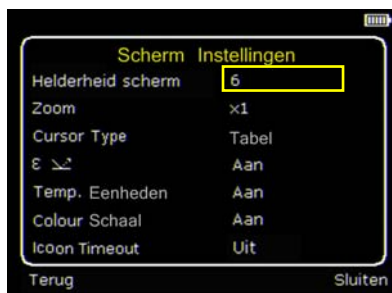 Scherm Instellingen
Helderheid scherm 6
Zoom ×1
Cursor Type Tabel
ε Aan
Temp. Eenheden Aan
Colour Schaal Aan
Icoon Timeout Uit
Terug Sluiten